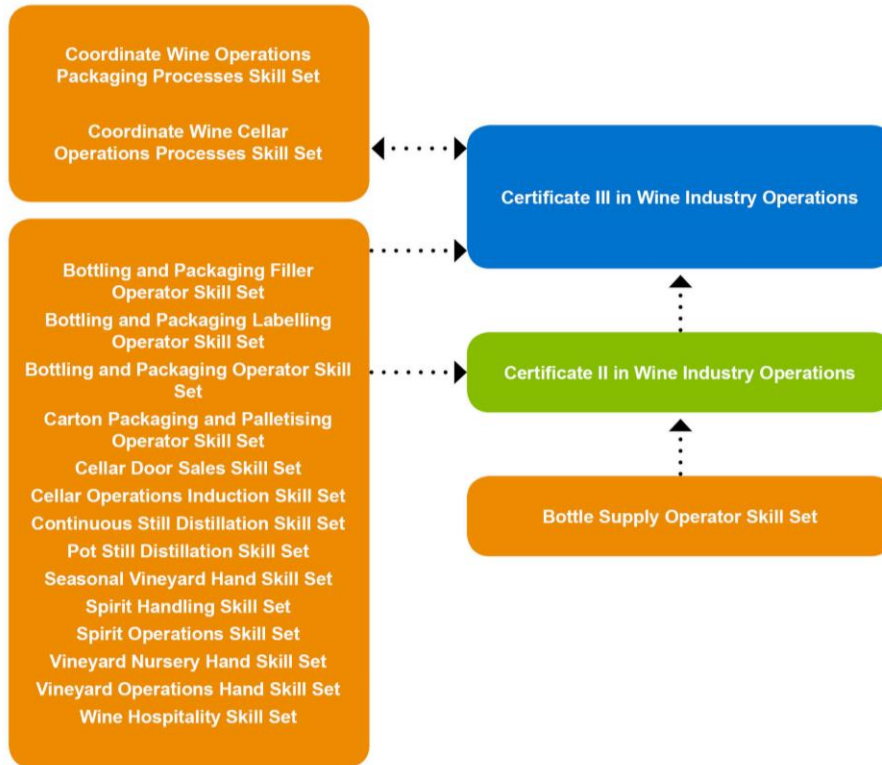 Coordinate Wine Operations
Packaging Processes Skill Set
Coordinate Wine Cellar
Operations Processes Skill Set
Certificate III in Wine Industry Operations
Bottling and Packaging Filler
Operator Skill Set
Bottling and Packaging Labelling
Operator Skill Set
Bottling and Packaging Operator Skill
Set
Carton Packaging and Palletising
Operator Skill Set
Cellar Door Sales Skill Set
Cellar Operations Induction Skill Set
Continuous Still Distillation Skill Set
Pot Still Distillation Skill Set
Seasonal Vineyard Hand Skill Set
Spirit Handling Skill Set
Spirit Operations Skill Set
Vineyard Nursery Hand Skill Set
Vineyard Operations Hand Skill Set
Wine Hospitality Skill Set
Certificate II in Wine Industry Operations
Bottle Supply Operator Skill Set